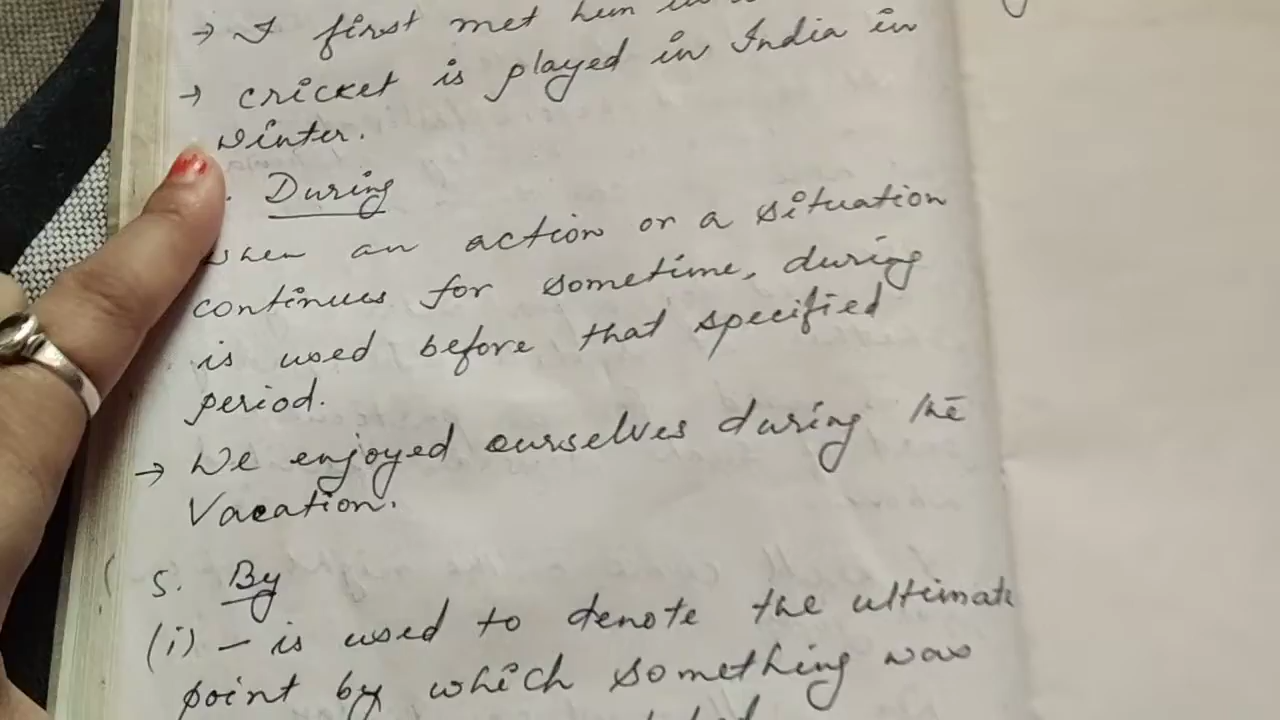 → I first met him in
→ cricket is played in India in
winter.
. During
when an action or a situation
continues for sometime, during
is used before that specified
period.
→ We enjoyed ourselves during the
Vacation.
5. By
(i) – is used to denote the ultimate
point by which something was